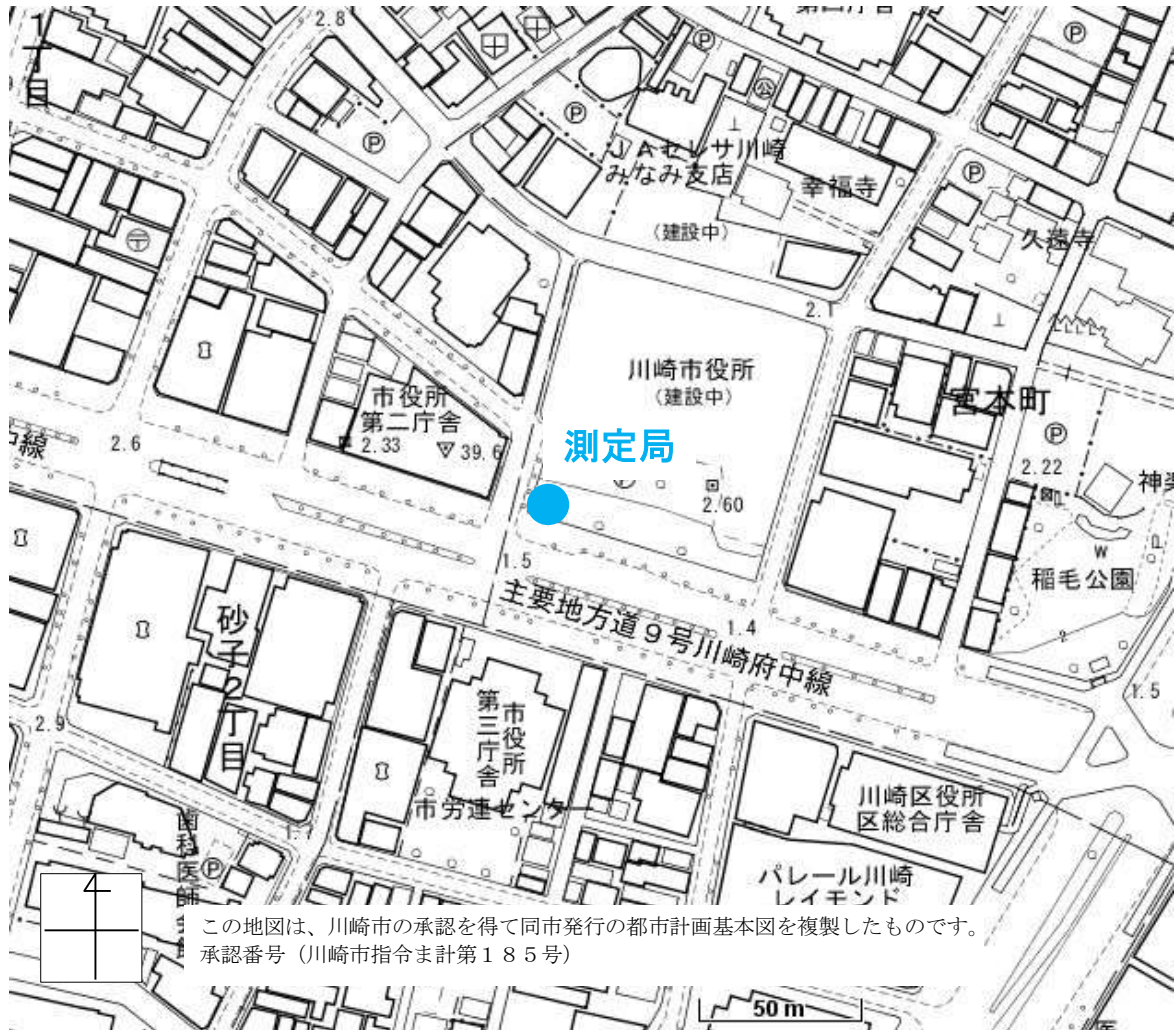 2.8
第四庁舎
1丁目
P
P
P
公
P
JAセレサ川崎
みなみ支店
幸福寺
P
(建設中)
久遠寺
2.1
川崎市役所
(建設中)
市役所
第二庁舎
2.33
39.6
宮本町
P
2.6
中線
測定局
2.60
2.22
1.5
稲毛公園
主要地方道9号川崎府中線
1.4
砂子2丁目
市役所
第三庁舎
1.5
2.9
市労連センター
川崎区役所
区総合庁舎
P
パレール川崎
レイモンド
この地図は、川崎市の承認を得て同市発行の都市計画基本図を複製したものです。
承認番号（川崎市指令ま計第185号）
50 m